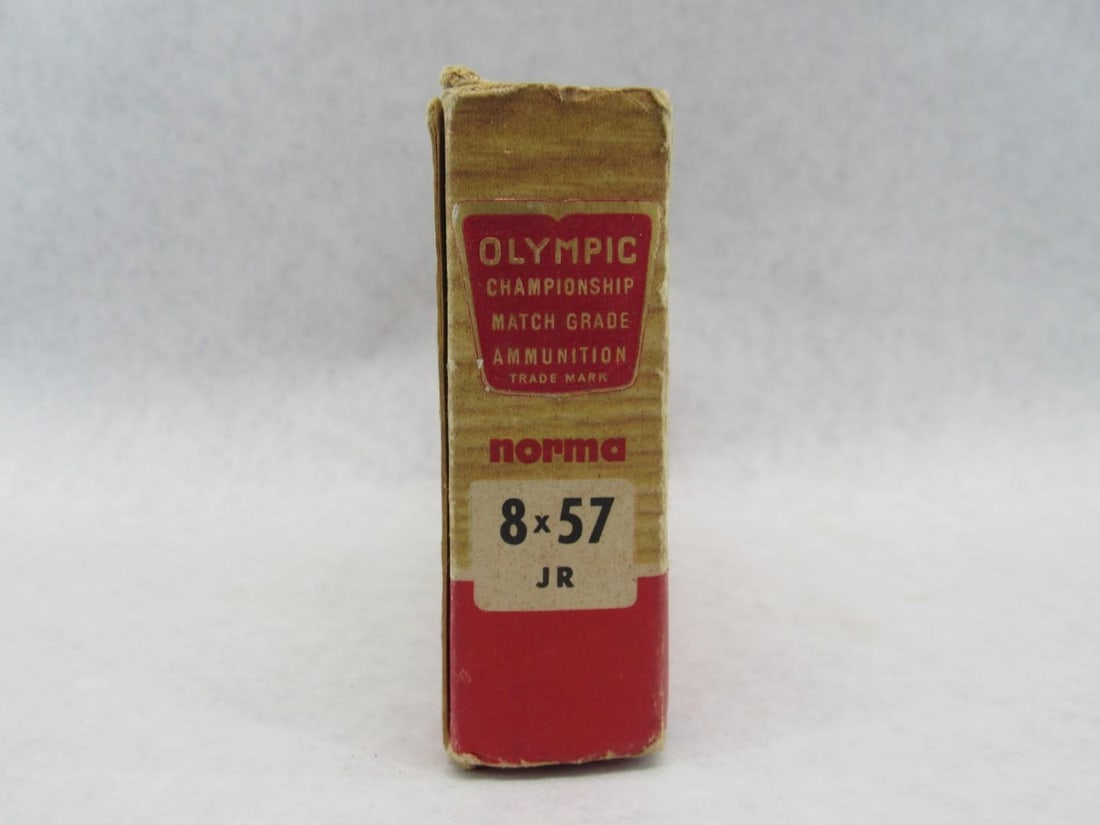 OLYMPIC
CHAMPIONSHIP
MATCH GRADE
AMMUNITION
TRADE MARK
norma
8x57
JR